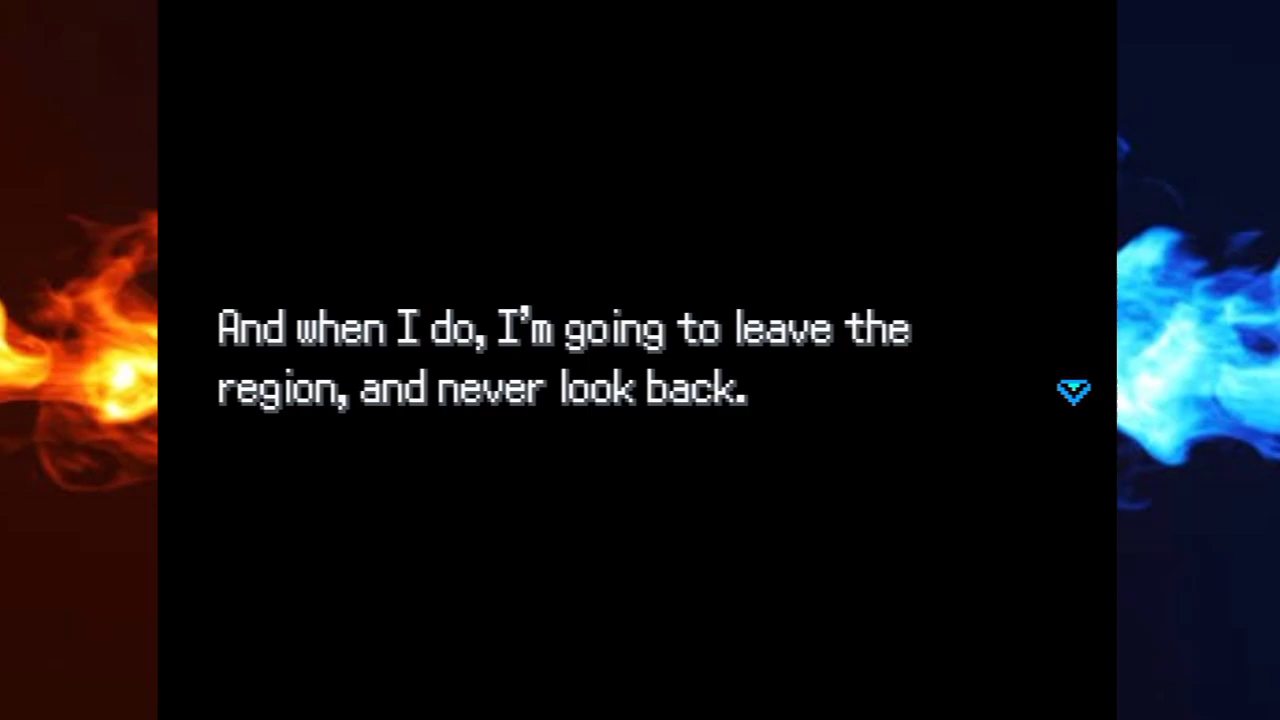 And when I do, I'm going to leave the
region, and never look back.